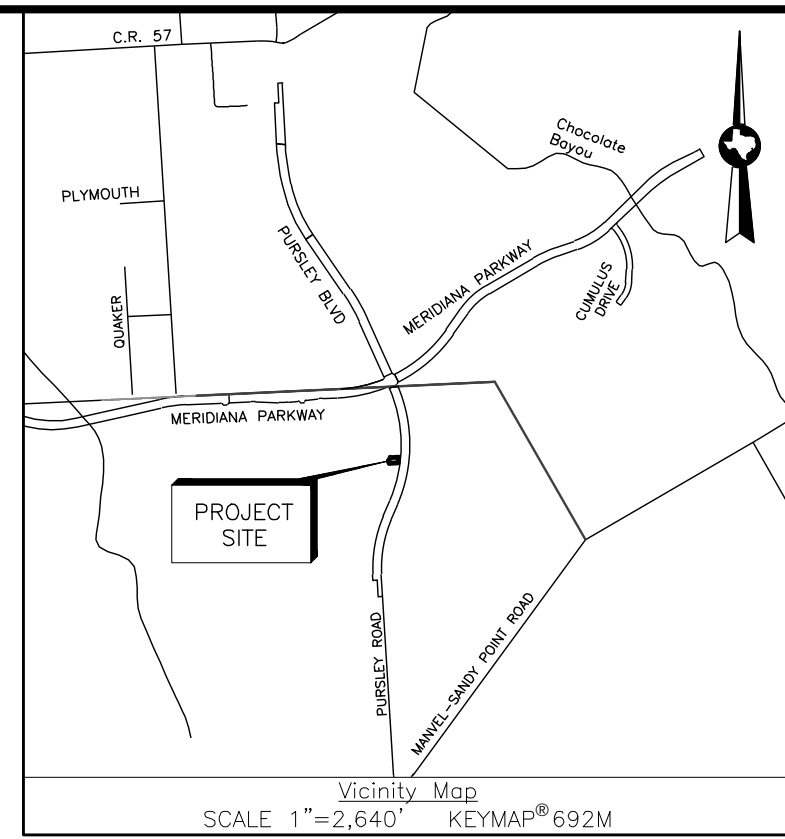 C.R. 57
Chocolate
Bayou
PLYMOUTH
PURSLEY BLVD
MERIDIANA PARKWAY
CUMULUS
DRIVE
QUAKER
MERIDIANA PARKWAY
PROJECT
SITE
PURSLEY ROAD
MANVEL-SANDY POINT ROAD
Vicinity Map
SCALE 1"=2,640' KEYMAP® 692M